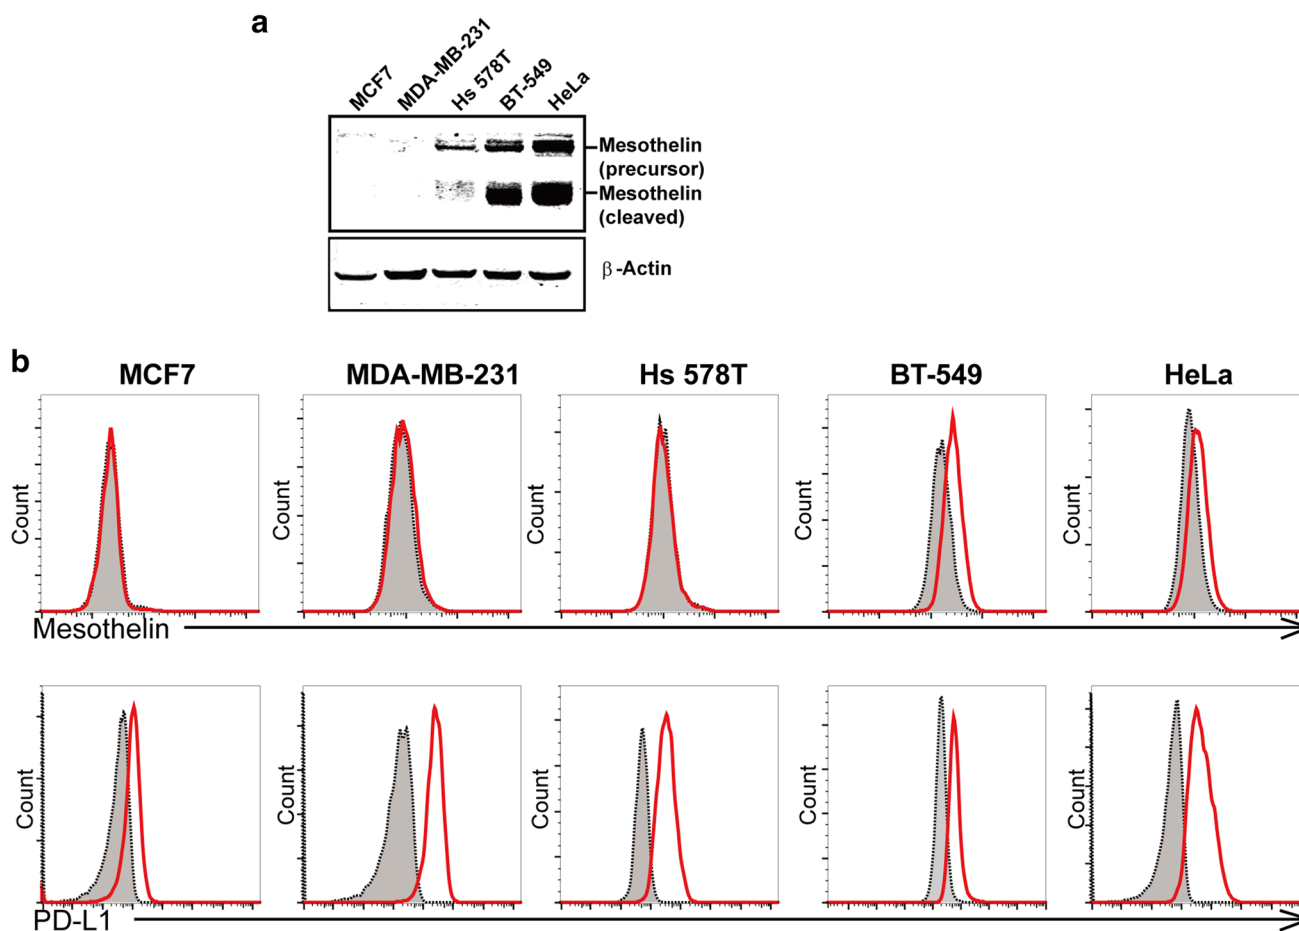 a
MCF7
MDA-MB-231
Hs 578T
BT-549
HeLa
Mesothelin
(precursor)
Mesothelin
(cleaved)
β-Actin
b
MCF7
MDA-MB-231
Hs 578T
BT-549
HeLa
Count
Count
Count
Count
Count
Mesothelin
Count
Count
Count
Count
Count
PD-L1